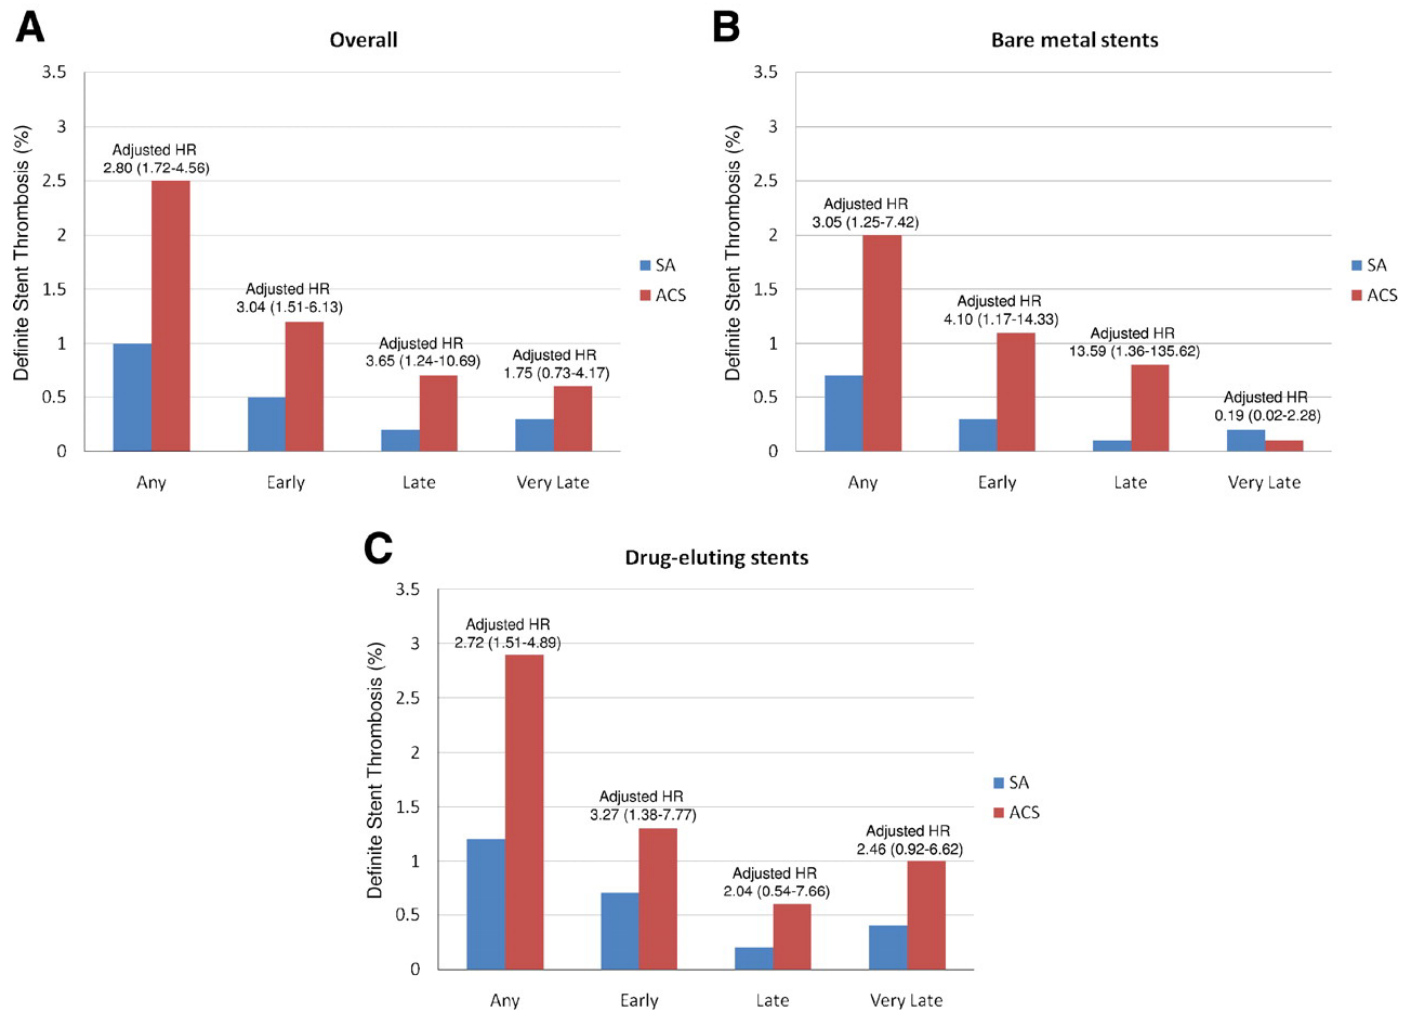 A
Overall
Definite Stent Thrombosis (%)
3.5
3
2.5
2
1.5
1
0.5
0
Adjusted HR
2.80 (1.72-4.56)
Adjusted HR
3.04 (1.51-6.13)
Adjusted HR
3.65 (1.24-10.69)
Adjusted HR
1.75 (0.73-4.17)
Any
Early
Late
Very Late
SA
ACS
B
Bare metal stents
Definite Stent Thrombosis (%)
3.5
3
2.5
2
1.5
1
0.5
0
Adjusted HR
3.05 (1.25-7.42)
Adjusted HR
4.10 (1.17-14.33)
Adjusted HR
13.59 (1.36-135.62)
Adjusted HR
0.19 (0.02-2.28)
Any
Early
Late
Very Late
SA
ACS
C
Drug-eluting stents
Definite Stent Thrombosis (%)
3.5
3
2.5
2
1.5
1
0.5
0
Adjusted HR
2.72 (1.51-4.89)
Adjusted HR
3.27 (1.38-7.77)
Adjusted HR
2.04 (0.54-7.66)
Adjusted HR
2.46 (0.92-6.62)
Any
Early
Late
Very Late
SA
ACS